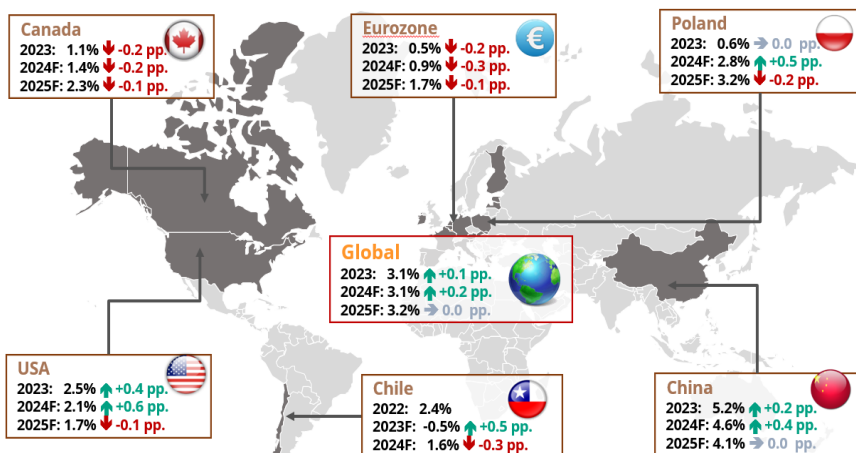 Canada
2023: 1.1% -0.2 pp.
2024F: 1.4% -0.2 pp.
2025F: 2.3% -0.1 pp.
Eurozone
2023: 0.5% -0.2 pp.
2024F: 0.9% -0.3 pp.
2025F: 1.7% -0.1 pp.
€
Poland
2023: 0.6% 0.0 pp.
2024F: 2.8% +0.5 pp.
2025F: 3.2% -0.2 pp.
Global
2023: 3.1% +0.1 pp.
2024F: 3.1% +0.2 pp.
2025F: 3.2% 0.0 pp.
USA
2023: 2.5% +0.4 pp.
2024F: 2.1% +0.6 pp.
2025F: 1.7% -0.1 pp.
Chile
2022: 2.4%
2023F: -0.5% +0.5 pp.
2024F: 1.6% -0.3 pp.
China
2023: 5.2% +0.2 pp.
2024F: 4.6% +0.4 pp.
2025F: 4.1% 0.0 pp.